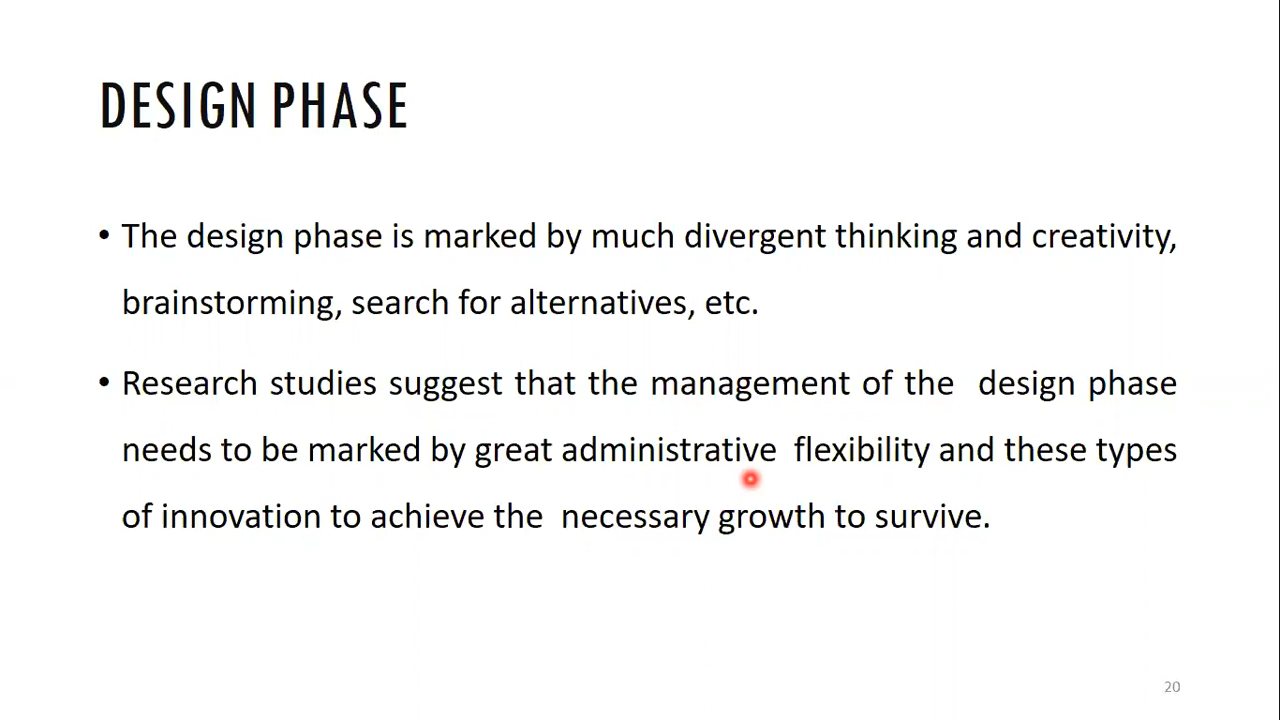 DESIGN PHASE
• The design phase is marked by much divergent thinking and creativity,
brainstorming, search for alternatives, etc.
• Research studies suggest that the management of the  design phase
needs to be marked by great administrative  flexibility and these types
of innovation to achieve the  necessary growth to survive.
20